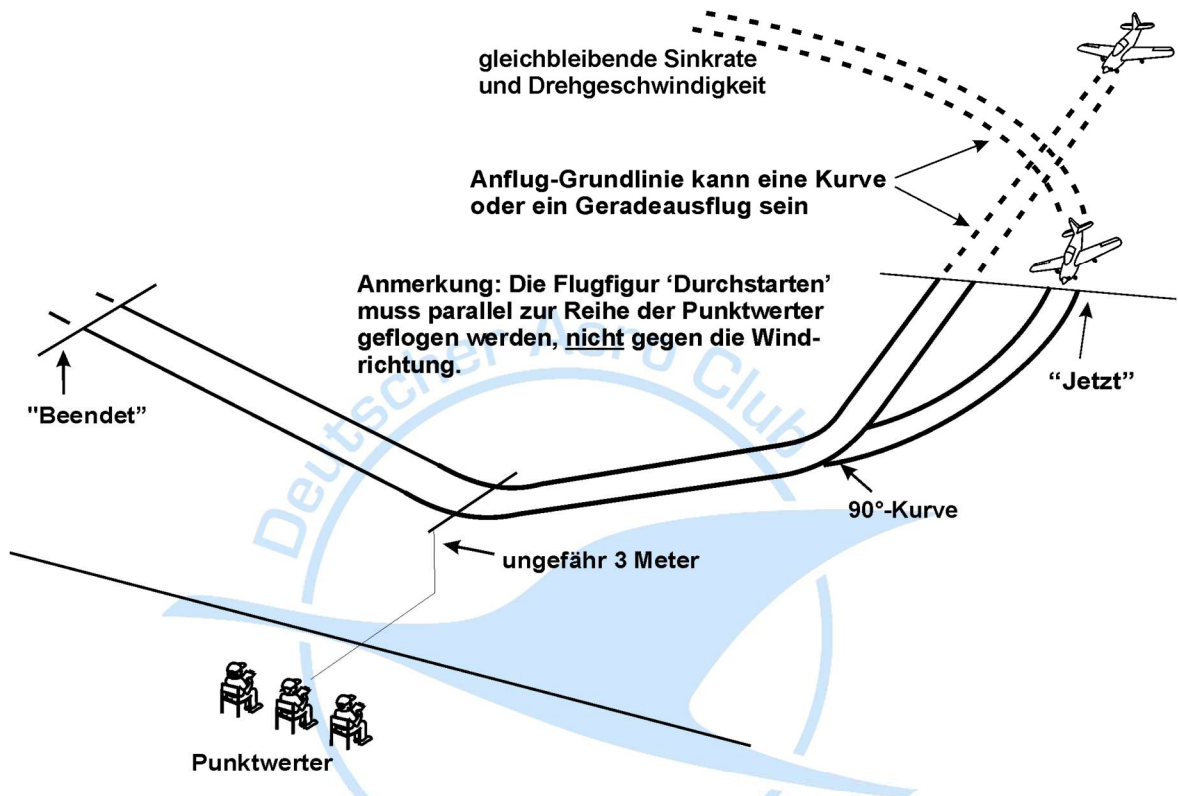 gleichbleibende Sinkrate
und Drehgeschwindigkeit
Anflug-Grundlinie kann eine Kurve
oder ein Geradeausflug sein
Anmerkung: Die Flugfigur ‘Durchstarten’
muss parallel zur Reihe der Punktwerter
geflogen werden, nicht gegen die Wind-
richtung.
"Beendet”
“Jetzt”
90°-Kurve
ungefähr 3 Meter
Punktwerter
Deutscher Aero Club